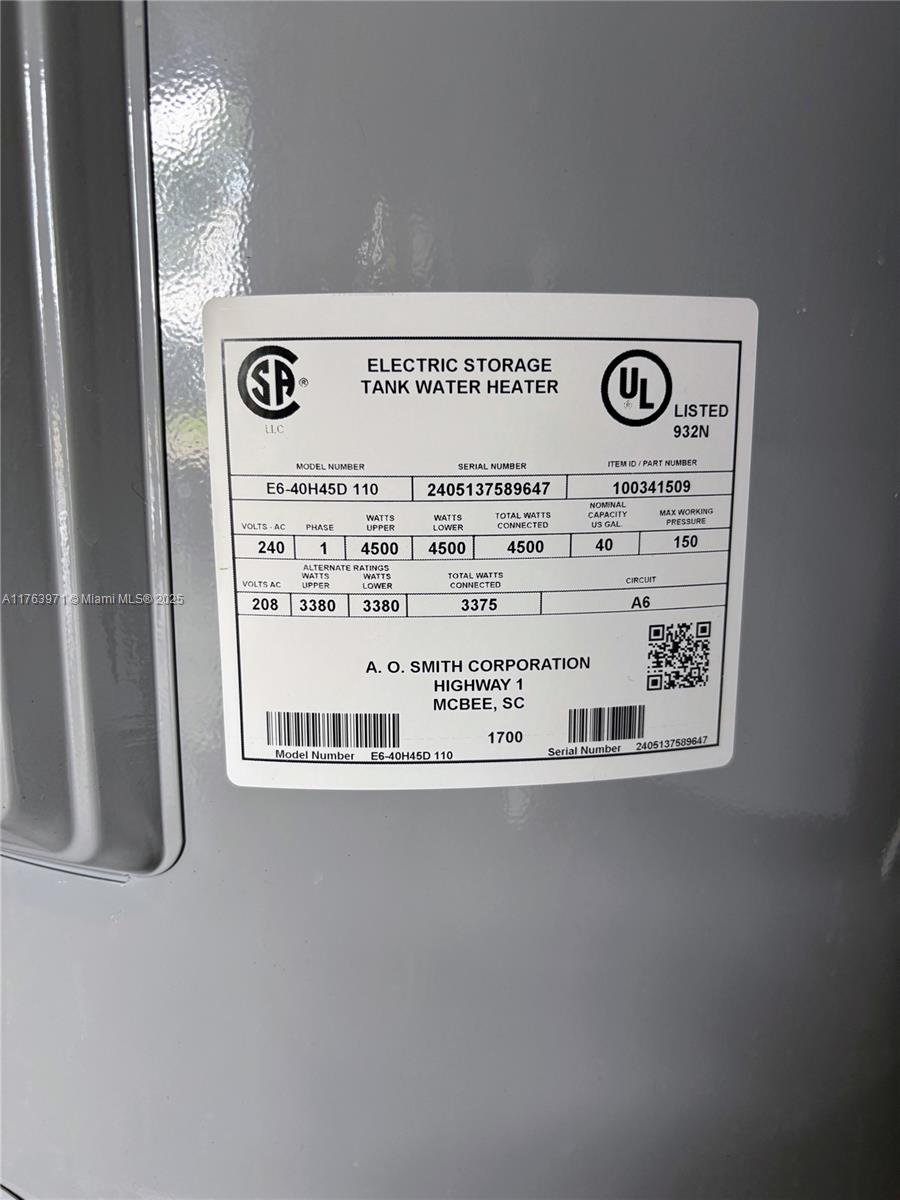 SA®
LLC
ELECTRIC STORAGE
TANK WATER HEATER
UL
®
LISTED
932N
MODEL NUMBER SERIAL NUMBER ITEM ID / PART NUMBER
E6-40H45D 110 2405137589647 100341509
VOLTS - AC PHASE WATTS UPPER WATTS LOWER TOTAL WATTS CONNECTED NOMINAL CAPACITY US GAL. MAX WORKING PRESSURE
240 1 4500 4500 4500 40 150
ALTERNATE RATINGS
VOLTS AC WATTS UPPER WATTS LOWER TOTAL WATTS CONNECTED CIRCUIT
208 3380 3380 3375 A6
A. O. SMITH CORPORATION
HIGHWAY 1
MCBEE, SC
1700
Model Number E6-40H45D 110 Serial Number 2405137589647
A11763971 © Miami MLS® 2025